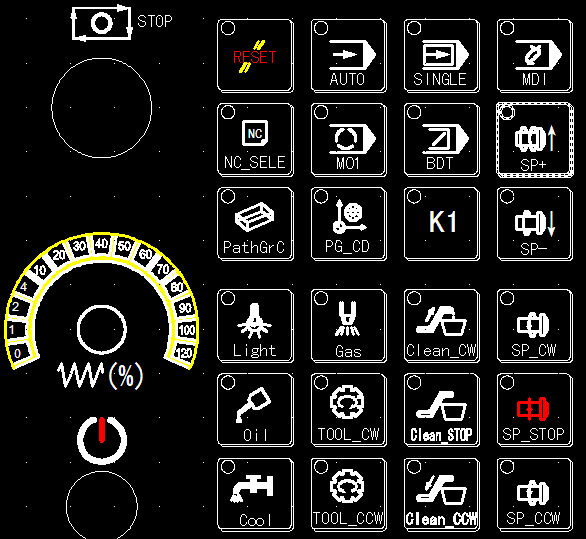 STOP
RESET
AUTO
SINGLE
MDI
NC
NC_SELE
MO1
BDT
SP+
PathGrC
PG_CD
K1
SP-
0
1
2
4
10
20
30
40
50
60
70
80
90
100
120
(%)
Light
Gas
Clean_CW
SP_CW
Oil
TOOL_CW
Clean_STOP
SP_STOP
Cool
TOOL_CCW
Clean_CCW
SP_CCW